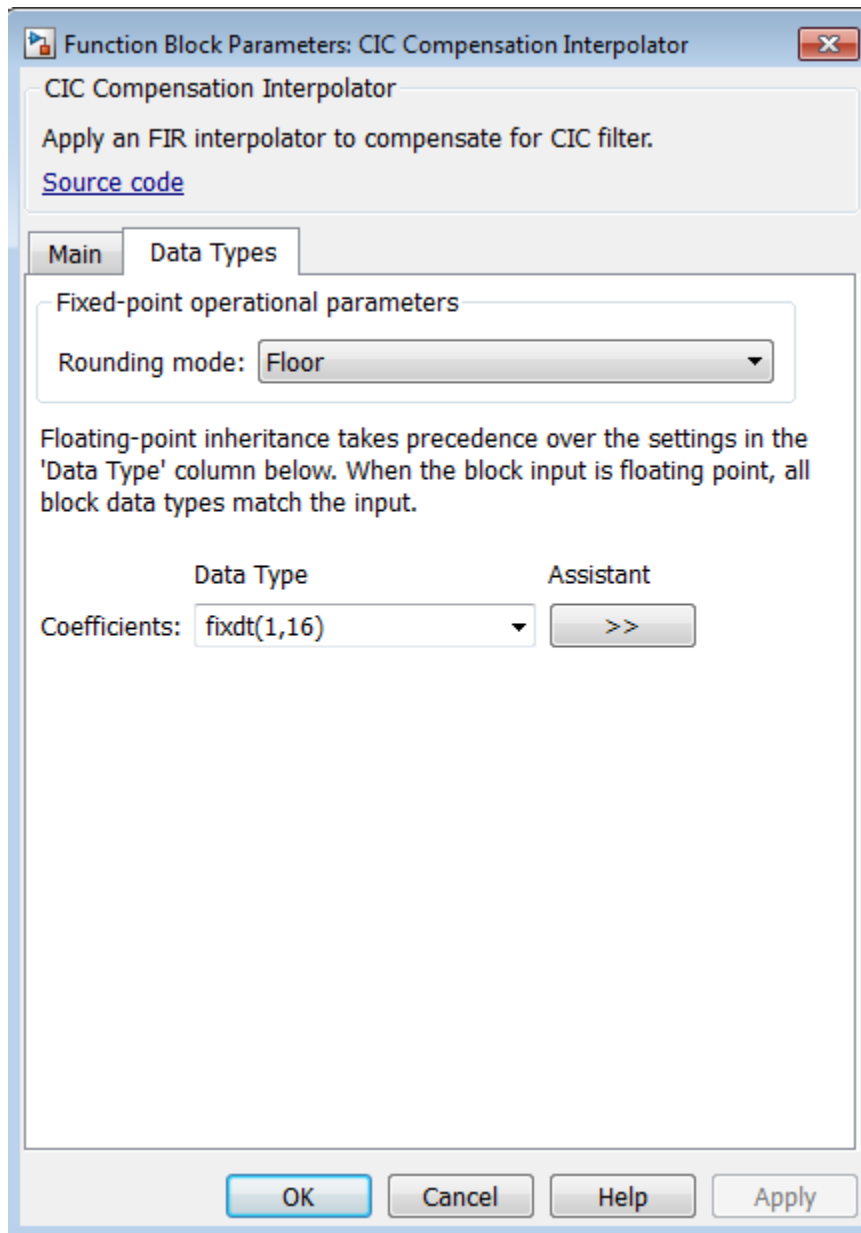 Function Block Parameters: CIC Compensation Interpolator
CIC Compensation Interpolator
Apply an FIR interpolator to compensate for CIC filter.
Source code
Main Data Types
Fixed-point operational parameters
Rounding mode: Floor
Floating-point inheritance takes precedence over the settings in the
'Data Type' column below. When the block input is floating point, all
block data types match the input.
Data Type Assistant
Coefficients: fixdt(1,16) >>
OK Cancel Help Apply